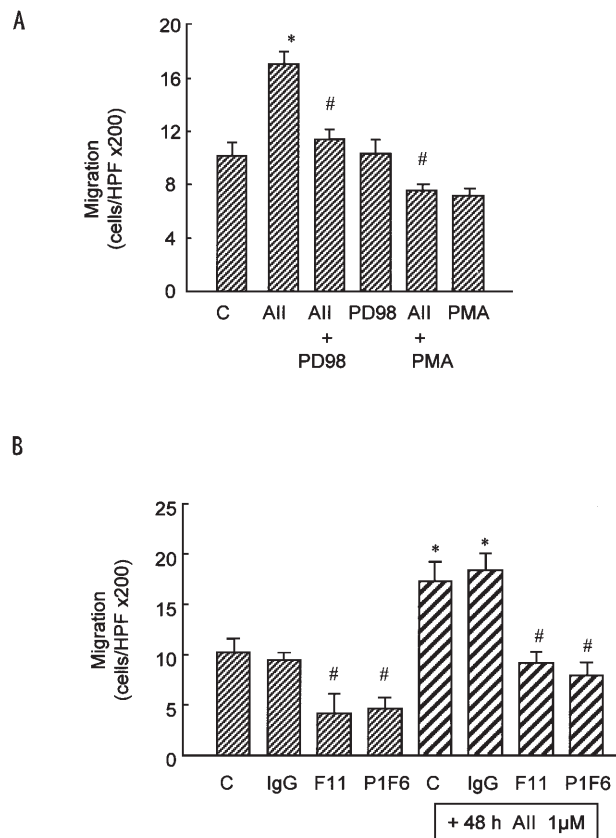 A
Migration
(cells/HPF x200)
20
16
12
8
4
0
*
#
#
C AII AII PD98 AII PMA
+ +
PD98 PMA
B
Migration
(cells/HPF x200)
25
20
15
10
5
0
# # * * # #
C IgG F11 P1F6 C IgG F11 P1F6
+ 48 h AII 1µM